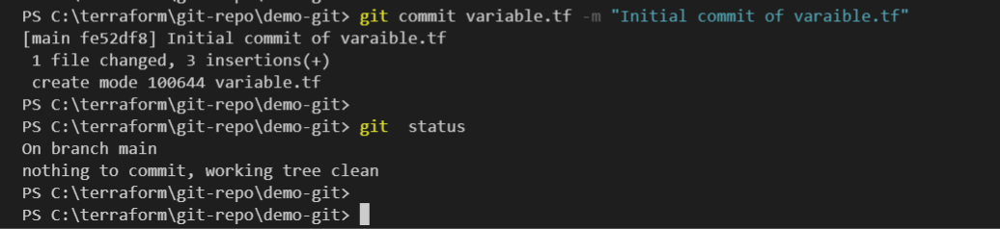 PS C:\terraform\git-repo\demo-git> git commit variable.tf -m "Initial commit of varaible.tf"
[main fe52df8] Initial commit of varaible.tf
 1 file changed, 3 insertions(+)
 create mode 100644 variable.tf
PS C:\terraform\git-repo\demo-git>
PS C:\terraform\git-repo\demo-git> git  status
On branch main
nothing to commit, working tree clean
PS C:\terraform\git-repo\demo-git>
PS C:\terraform\git-repo\demo-git>